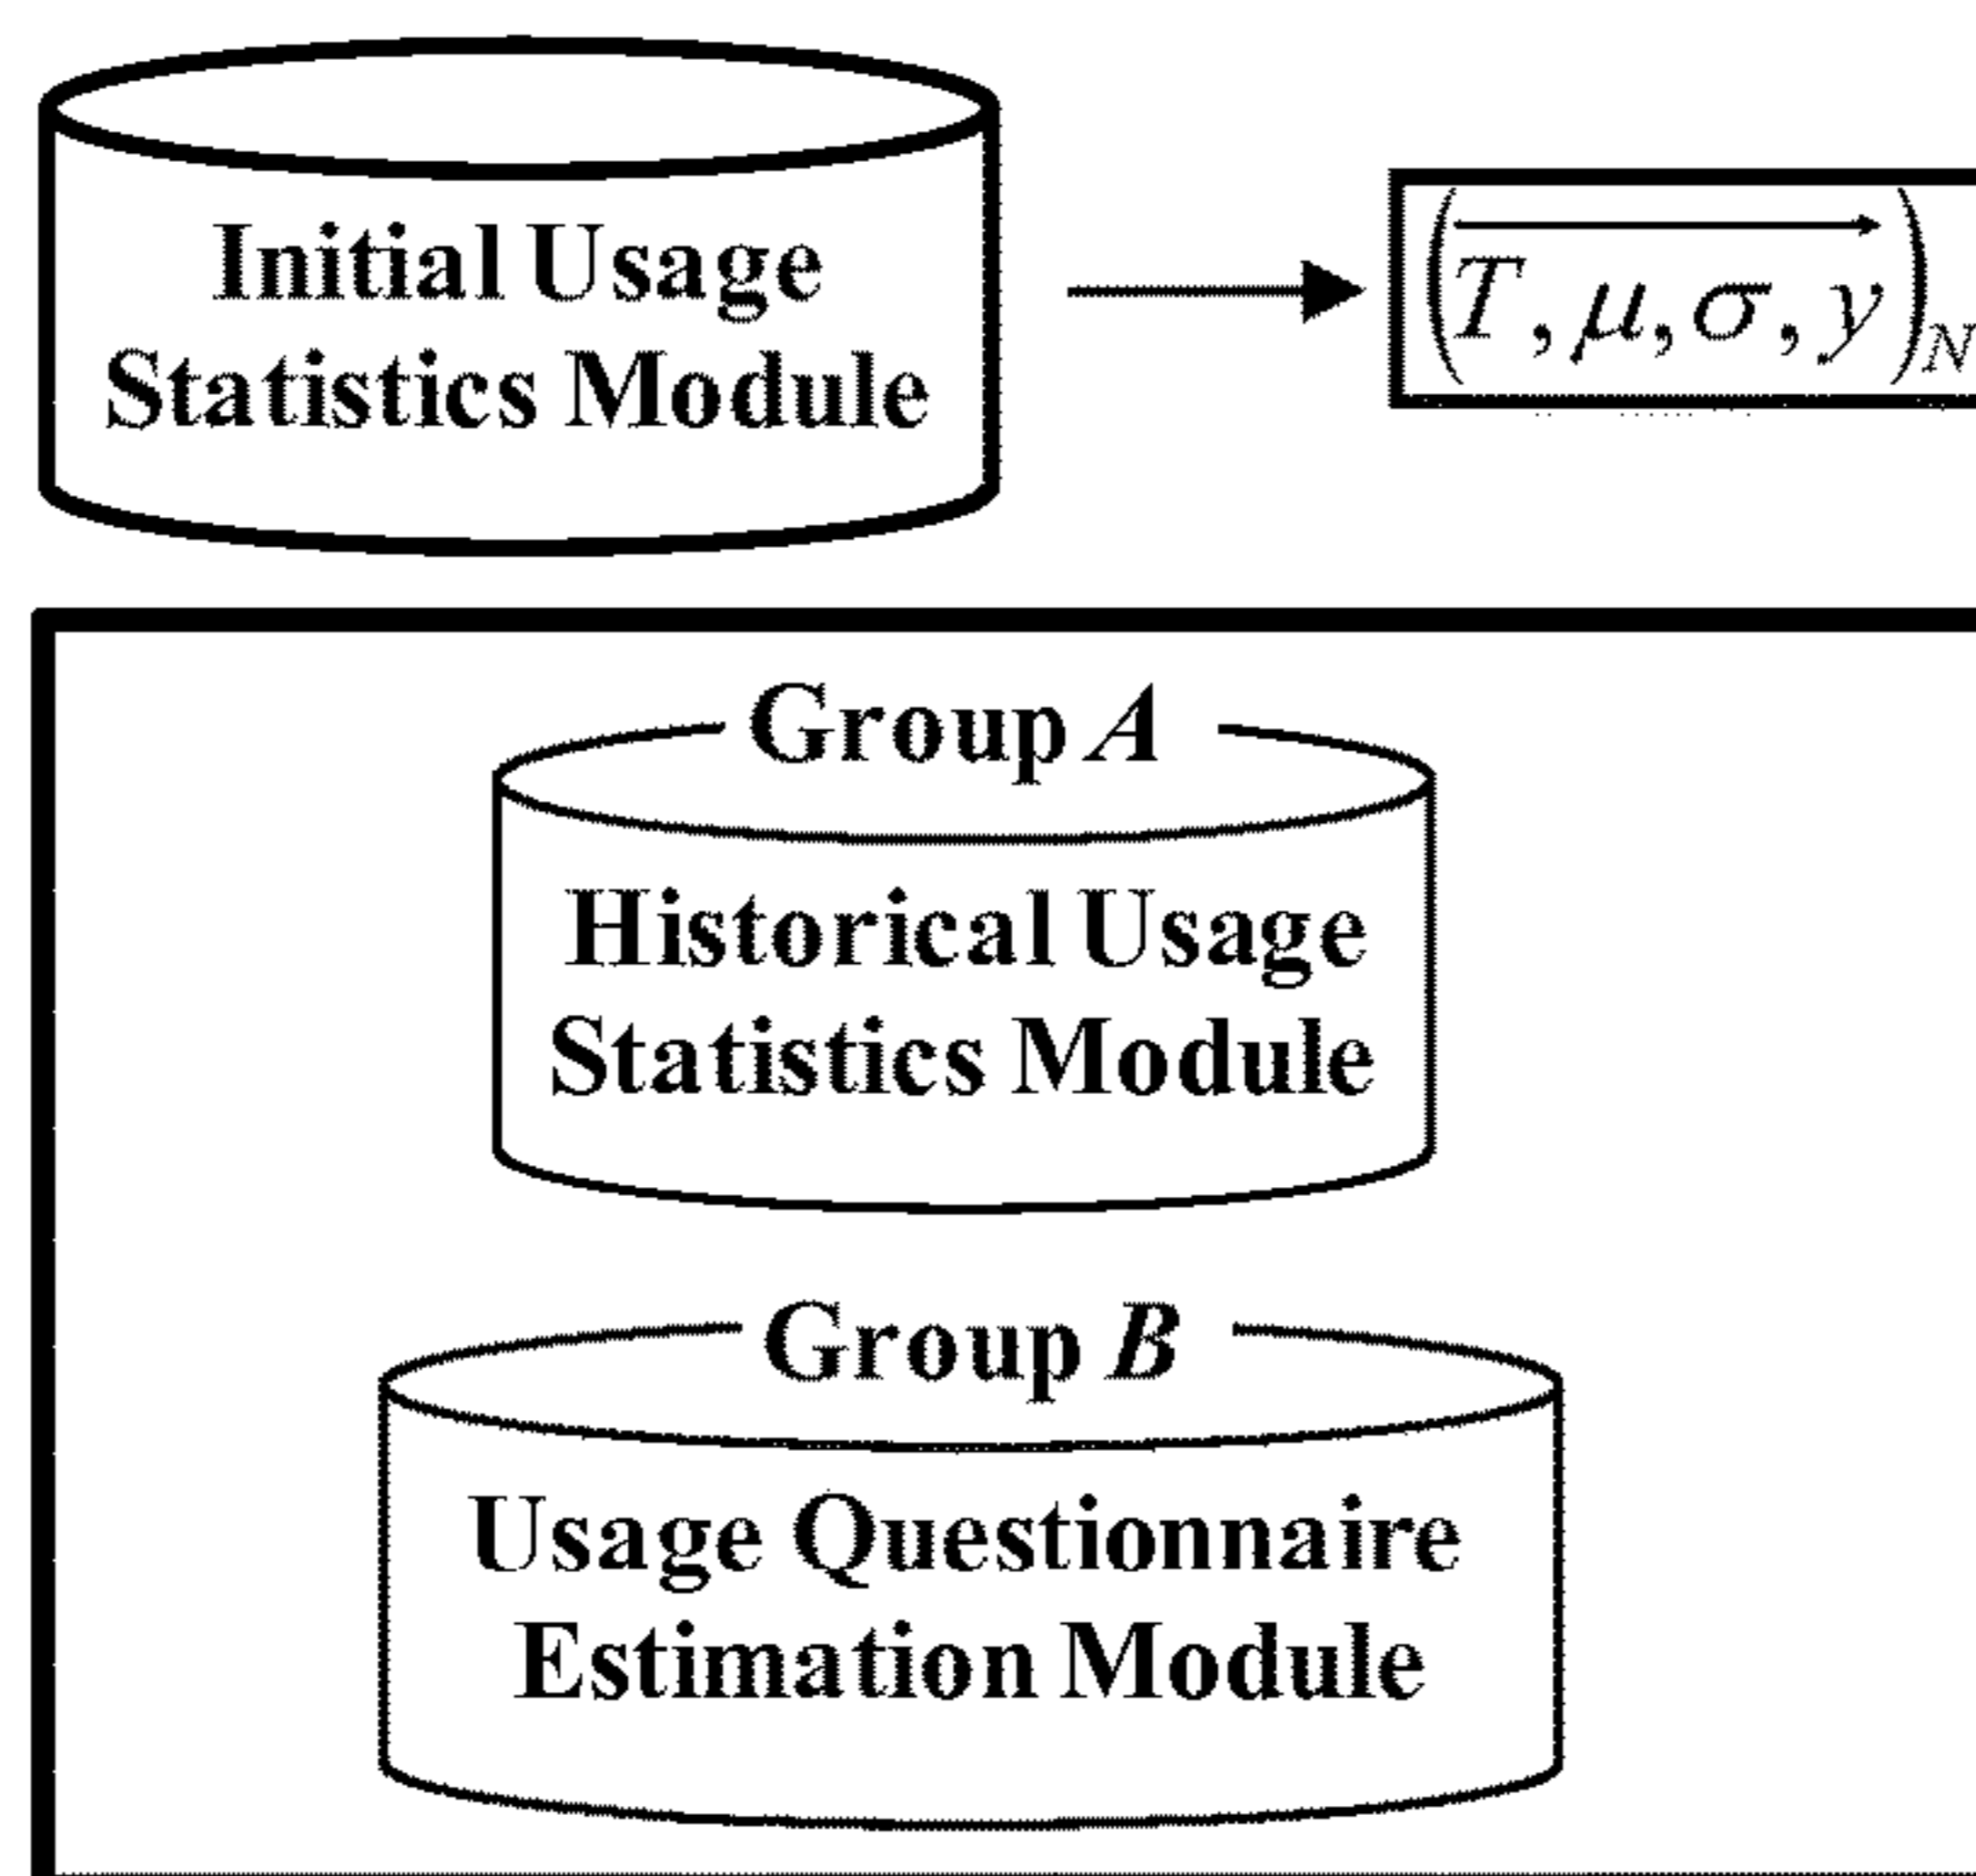 Initial Usage
Statistics Module
(T, μ, σ, y)N
Group A
Historical Usage
Statistics Module
Group B
Usage Questionnaire
Estimation Module